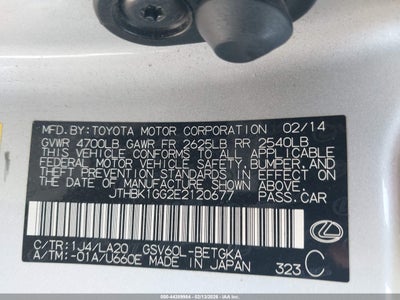 MFD. BY: TOYOTA MOTOR CORPORATION 02/14
GVWR 4700LB GAWR FR 2625LB RR 2540LB
THIS VEHICLE CONFORMS TO ALL APPLICABLE
FEDERAL MOTOR VEHICLE SAFETY, BUMPER, AND
THEFT PREVENTION STANDARDS IN EFFECT ON
THE DATE OF MANUFACTURE SHOWN ABOVE.
JTHBK1GG2E2120677 PASS.CAR
C/TR:1J4/LA20 GSV60L-BETGKA
A/TM:-01A/U660E MADE IN JAPAN 323 C